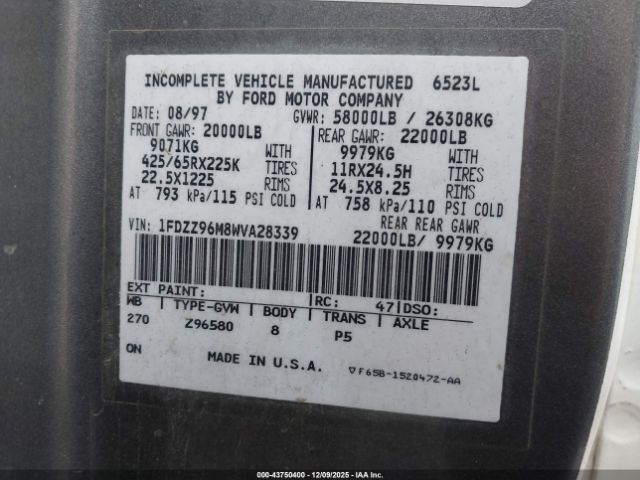 INCOMPLETE VEHICLE MANUFACTURED 6523L
BY FORD MOTOR COMPANY
DATE: 08/97 GVWR: 58000LB / 26308KG
FRONT GAWR: 20000LB REAR GAWR: 22000LB
9071KG WITH 9979KG WITH
425/65RX225K TIRES 11RX24.5H TIRES
22.5X1225 RIMS 24.5X8.25 RIMS
AT 793 kPa/115 PSI COLD AT 758 kPa/110 PSI COLD
REAR REAR GAWR
VIN: 1FDZZ96M8WVA28339 22000LB/ 9979KG
EXT PAINT: RC: 47 DSO:
WB TYPE-GVW BODY TRANS AXLE
270 Z96580 8 P5
ON MADE IN U.S.A. ▽F65B-1520472-AA
000-43750400 - 12/09/2025 - IAAI.com